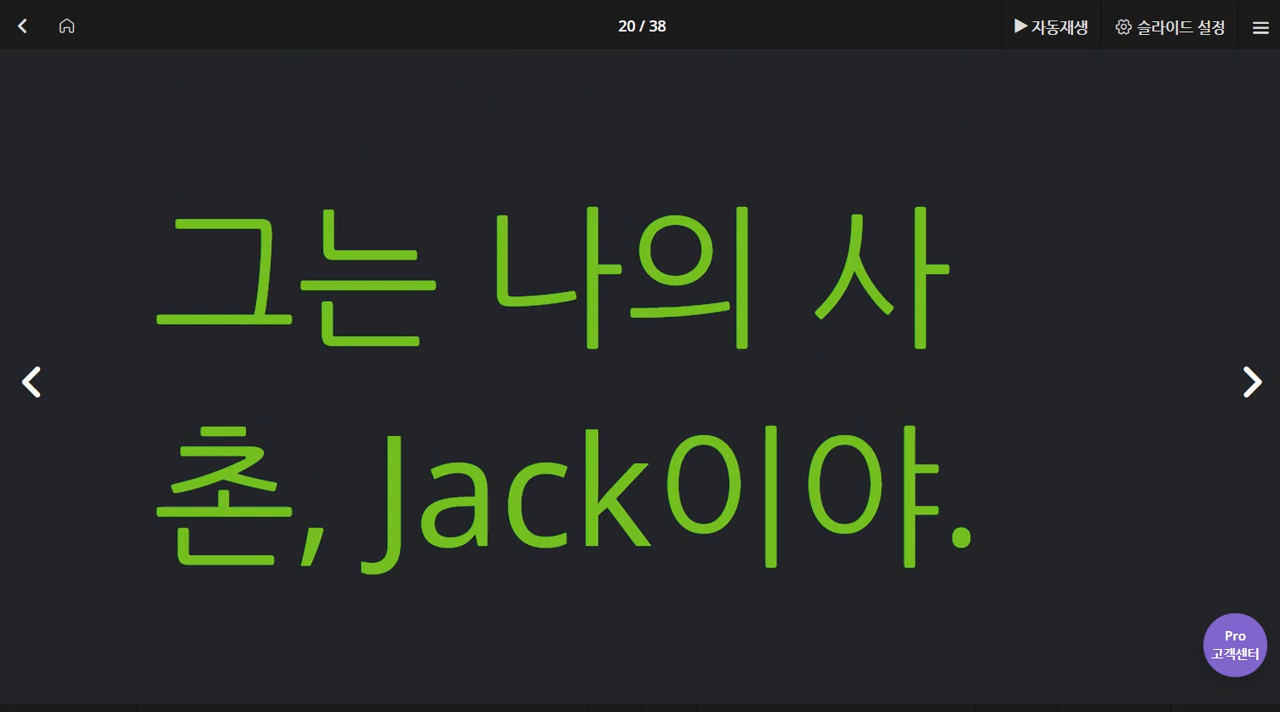 20 / 38
자동재생
슬라이드 설정
그는 나의 사
촌, Jack이야.
Pro
고객센터